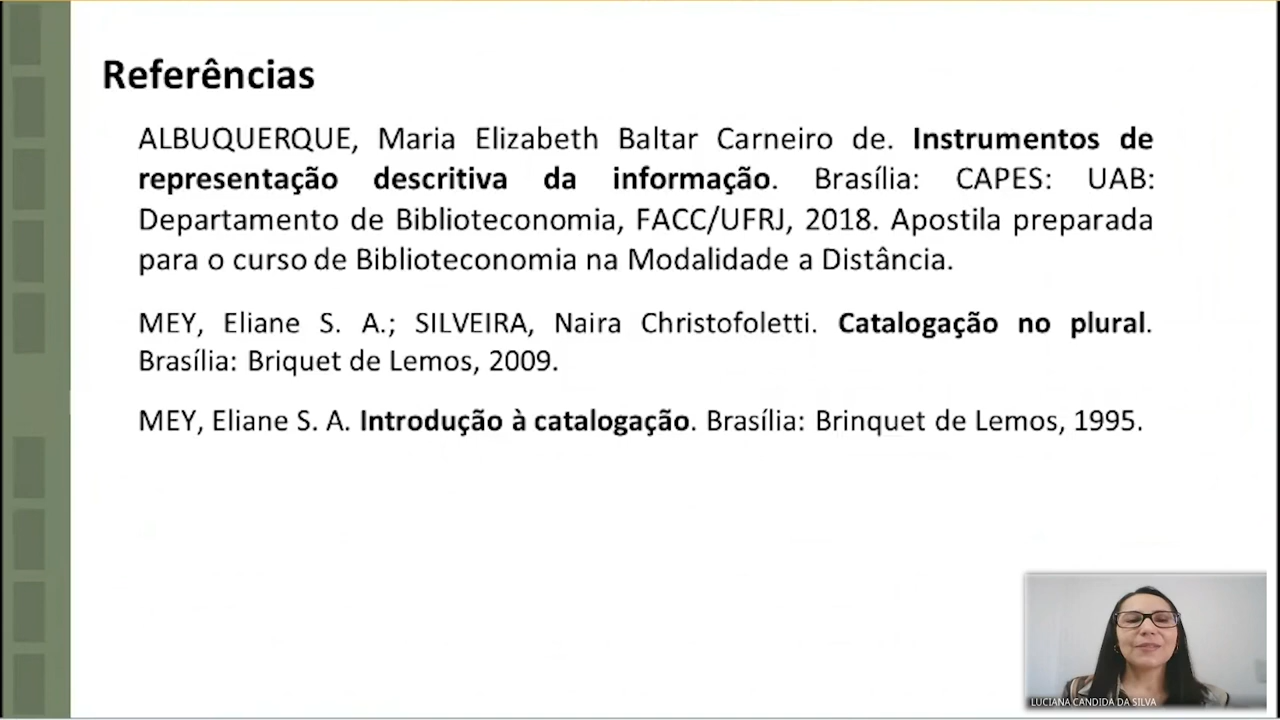 Referências
ALBUQUERQUE, Maria Elizabeth Baltar Carneiro de. Instrumentos de
representação descritiva da informação. Brasília: CAPES: UAB:
Departamento de Biblioteconomia, FACC/UFRJ, 2018. Apostila preparada
para o curso de Biblioteconomia na Modalidade a Distância.
MEY, Eliane S. A.; SILVEIRA, Naira Christofoletti. Catalogação no plural.
Brasília: Briquet de Lemos, 2009.
MEY, Eliane S. A. Introdução à catalogação. Brasília: Brinquet de Lemos, 1995.
LUCIANA CANDIDA DA SILVA